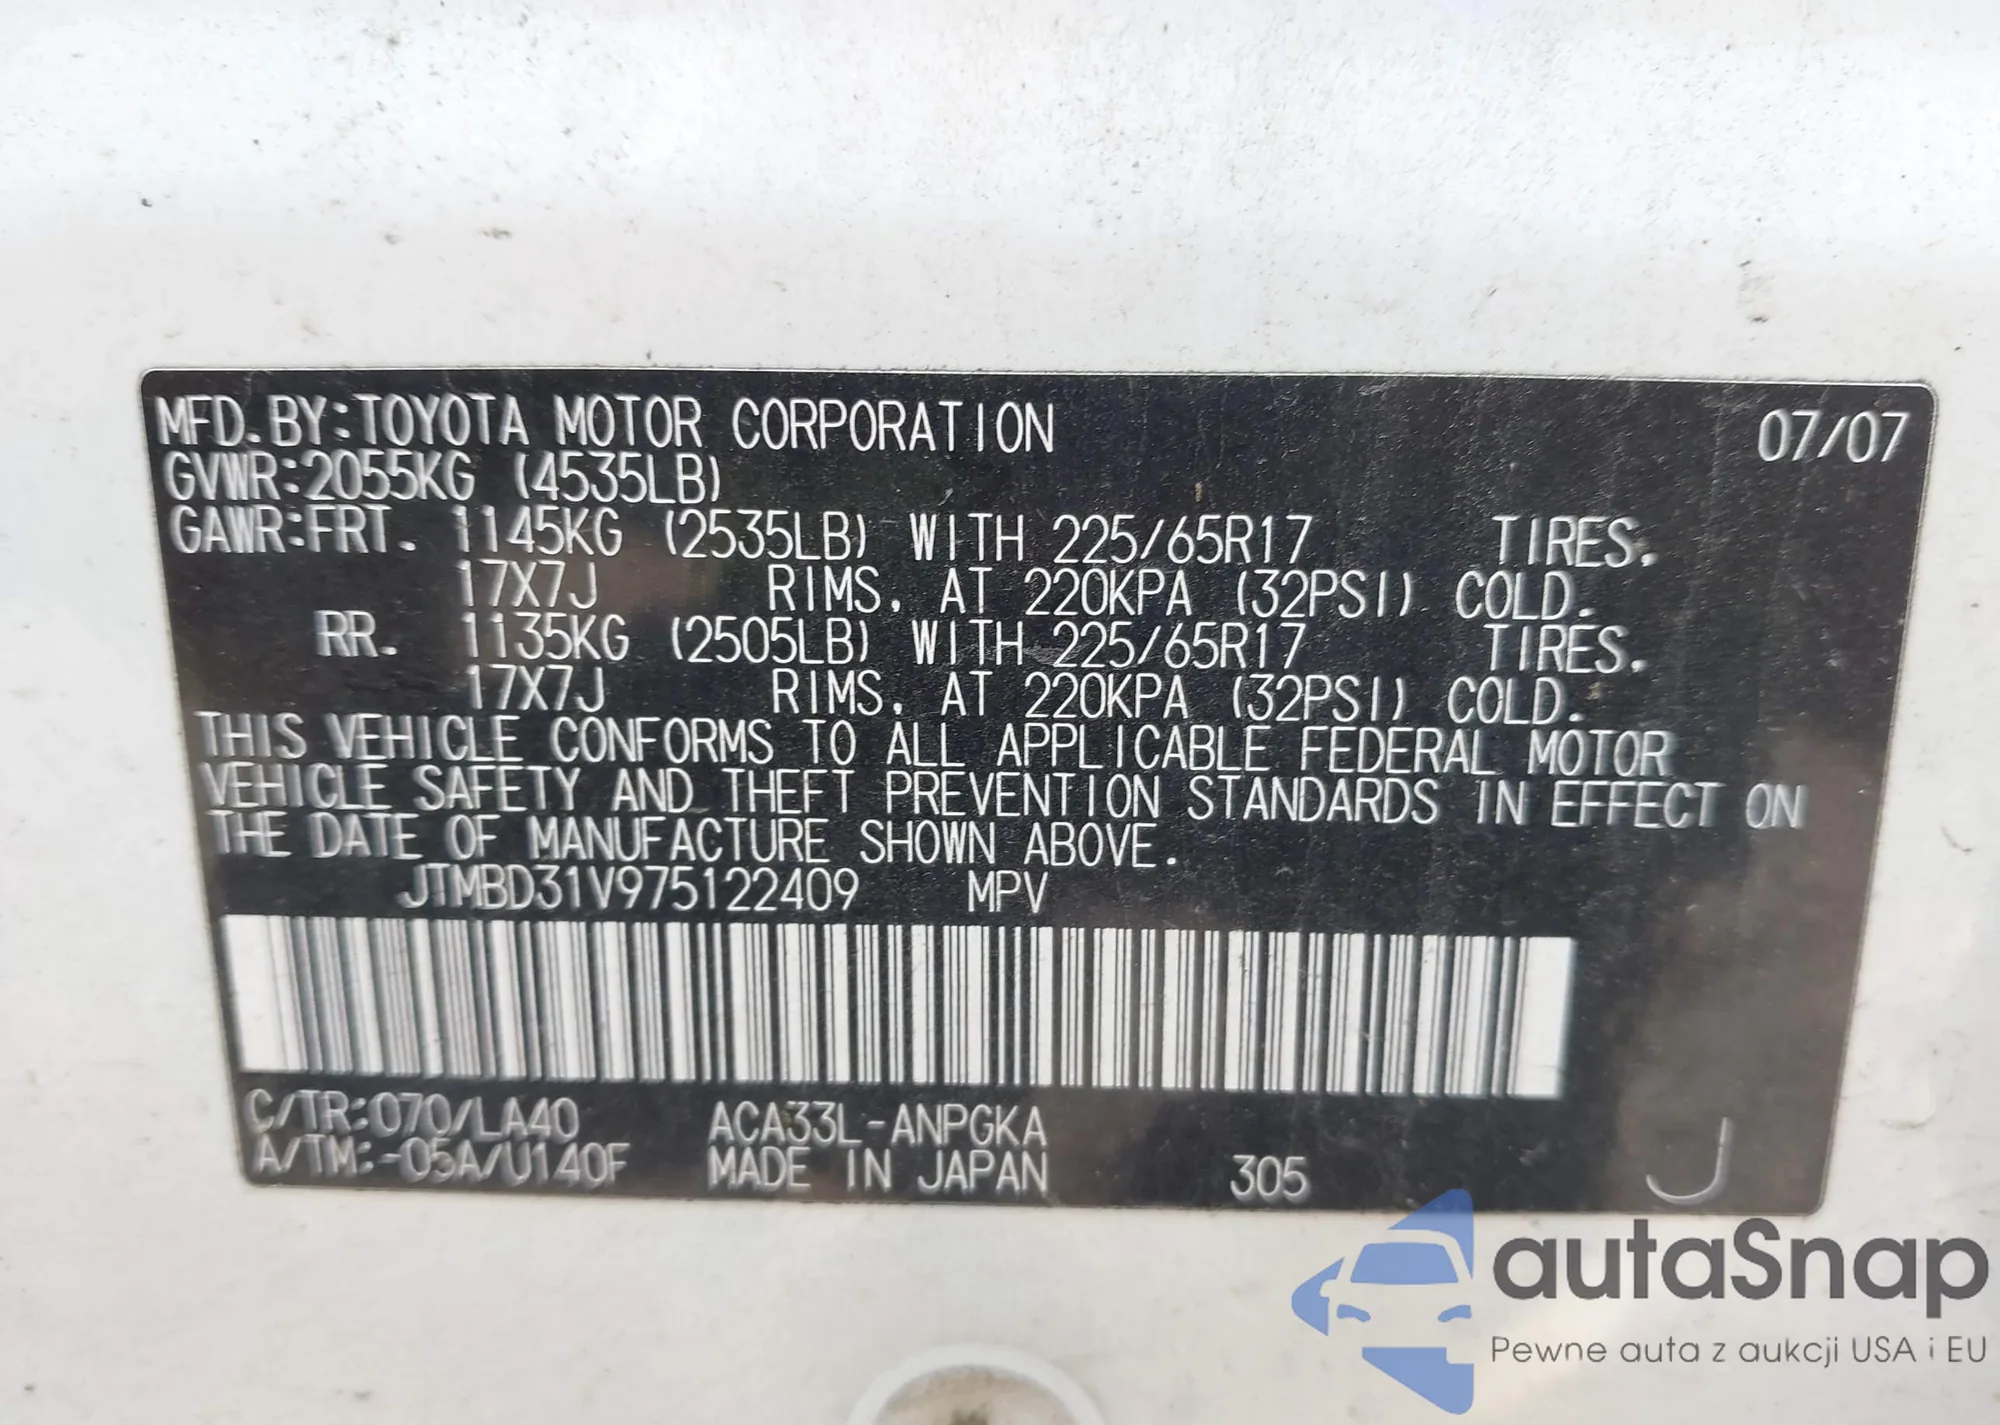 MFD.BY:TOYOTA MOTOR CORPORATION 07/07
GVWR:2055KG (4535LB)
GAWR:FRT. 1145KG (2535LB) WITH 225/65R17 TIRES.
17X7J RIMS, AT 220KPA (32PSI) COLD.
RR. 1135KG (2505LB) WITH 225/65R17 TIRES.
17X7J RIMS, AT 220KPA (32PSI) COLD.
THIS VEHICLE CONFORMS TO ALL APPLICABLE FEDERAL MOTOR
VEHICLE SAFETY AND THEFT PREVENTION STANDARDS IN EFFECT ON
THE DATE OF MANUFACTURE SHOWN ABOVE.
JTMBD31V975122409 MPV
C/TR:070/LA40 ACA33L-ANPGKA
A/TM:-05A/U140F MADE IN JAPAN 305 J
autaSnap
Pewne auta z aukcji USA i EU